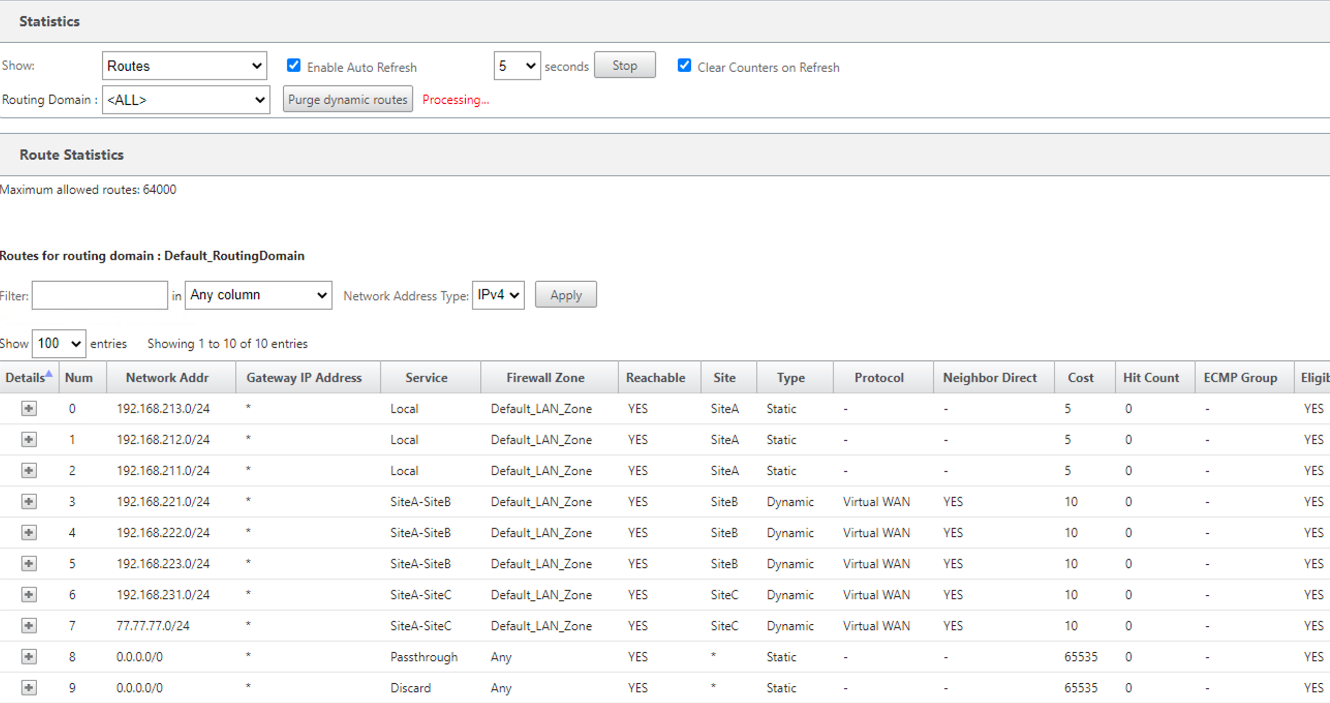 Statistics
Show: Routes Enable Auto Refresh 5 seconds Stop Clear Counters on Refresh
Routing Domain : <ALL> Purge dynamic routes Processing...
Route Statistics
Maximum allowed routes: 64000
Routes for routing domain : Default_RoutingDomain
Filter: in Any column Network Address Type: IPv4 Apply
Show 100 entries Showing 1 to 10 of 10 entries
Details Num Network Addr Gateway IP Address Service Firewall Zone Reachable Site Type Protocol Neighbor Direct Cost Hit Count ECMP Group Eligib
0 192.168.213.0/24 * Local Default_LAN_Zone YES SiteA Static - - 5 0 - YES
1 192.168.212.0/24 * Local Default_LAN_Zone YES SiteA Static - - 5 0 - YES
2 192.168.211.0/24 * Local Default_LAN_Zone YES SiteA Static - - 5 0 - YES
3 192.168.221.0/24 * SiteA-SiteB Default_LAN_Zone YES SiteB Dynamic Virtual WAN YES 10 0 - YES
4 192.168.222.0/24 * SiteA-SiteB Default_LAN_Zone YES SiteB Dynamic Virtual WAN YES 10 0 - YES
5 192.168.223.0/24 * SiteA-SiteB Default_LAN_Zone YES SiteB Dynamic Virtual WAN YES 10 0 - YES
6 192.168.231.0/24 * SiteA-SiteC Default_LAN_Zone YES SiteC Dynamic Virtual WAN YES 10 0 - YES
7 77.77.77.0/24 * SiteA-SiteC Default_LAN_Zone YES SiteC Dynamic Virtual WAN YES 10 0 - YES
8 0.0.0.0/0 * Passthrough Any YES * Static - - 65535 0 - YES
9 0.0.0.0/0 * Discard Any YES * Static - - 65535 0 - YES